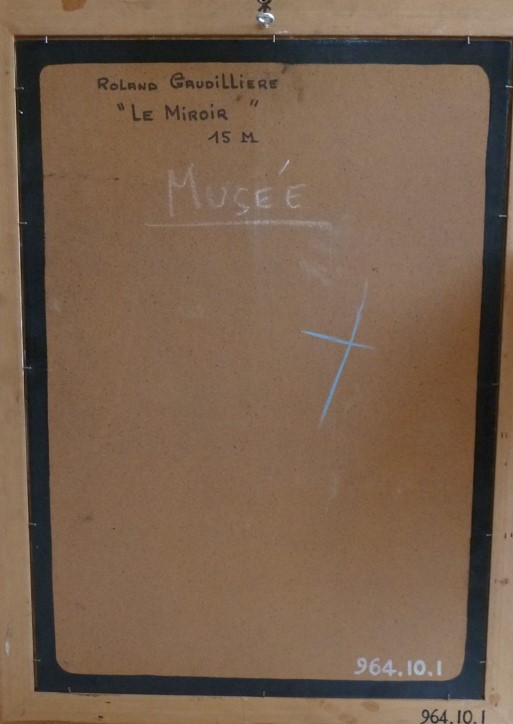 Roland Gaudilliere
"Le Miroir"
15 M
Musée
964.10.1
964.10.1